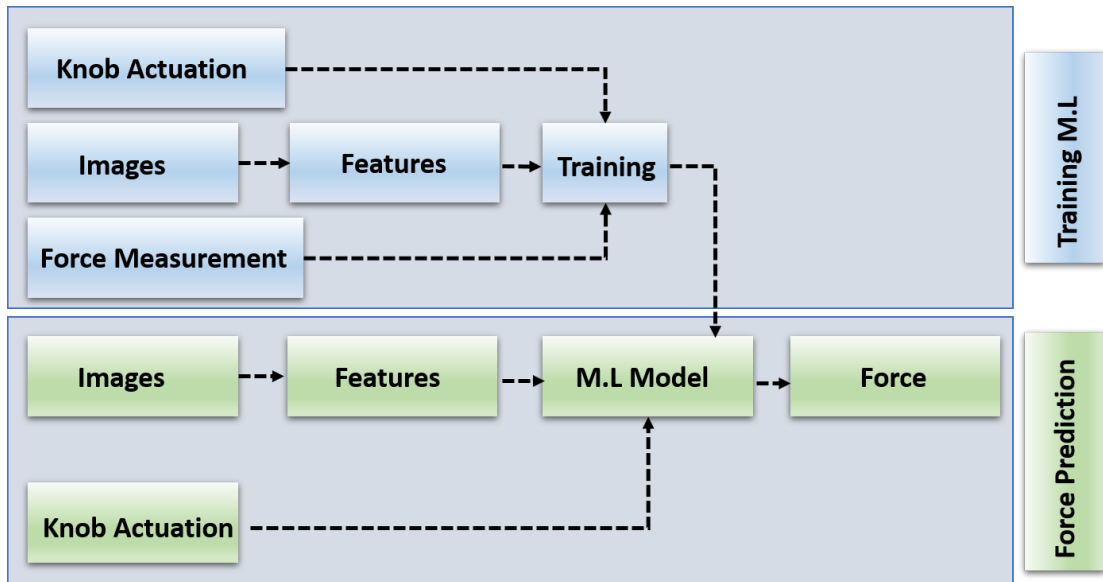 Knob Actuation
Images
Features
Training
Force Measurement
Training M.L
Images
Features
M.L Model
Force
Knob Actuation
Force Prediction